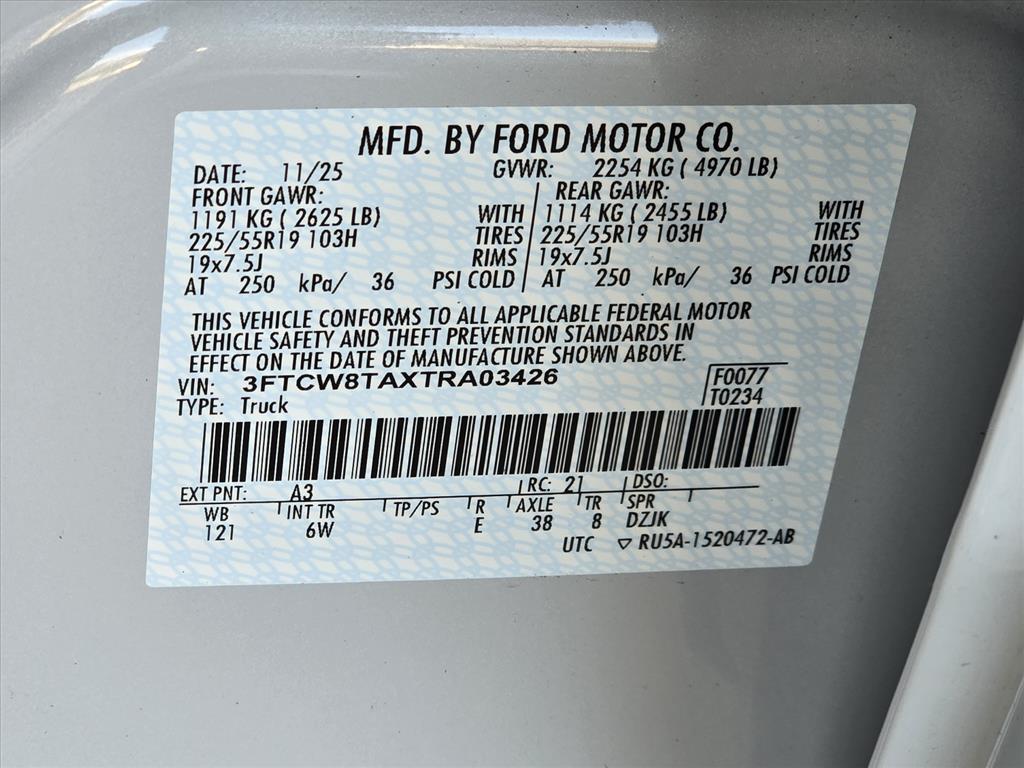 MFD. BY FORD MOTOR CO.
DATE: 11/25 GVWR: 2254 KG ( 4970 LB)
FRONT GAWR: REAR GAWR:
1191 KG ( 2625 LB) WITH 1114 KG ( 2455 LB) WITH
225/55R19 103H TIRES 225/55R19 103H TIRES
19x7.5J RIMS 19x7.5J RIMS
AT 250 kPa/ 36 PSI COLD AT 250 kPa/ 36 PSI COLD
THIS VEHICLE CONFORMS TO ALL APPLICABLE FEDERAL MOTOR
VEHICLE SAFETY AND THEFT PREVENTION STANDARDS IN
EFFECT ON THE DATE OF MANUFACTURE SHOWN ABOVE.
VIN: 3FTCW8TAXTRA03426 F0077
TYPE: Truck T0234
EXT PNT: A3 RC: 21 DSO:
WB INT TR TP/PS R AXLE TR SPR
121 6W E 38 8 DZJK
UTC ▽ RU5A-1520472-AB